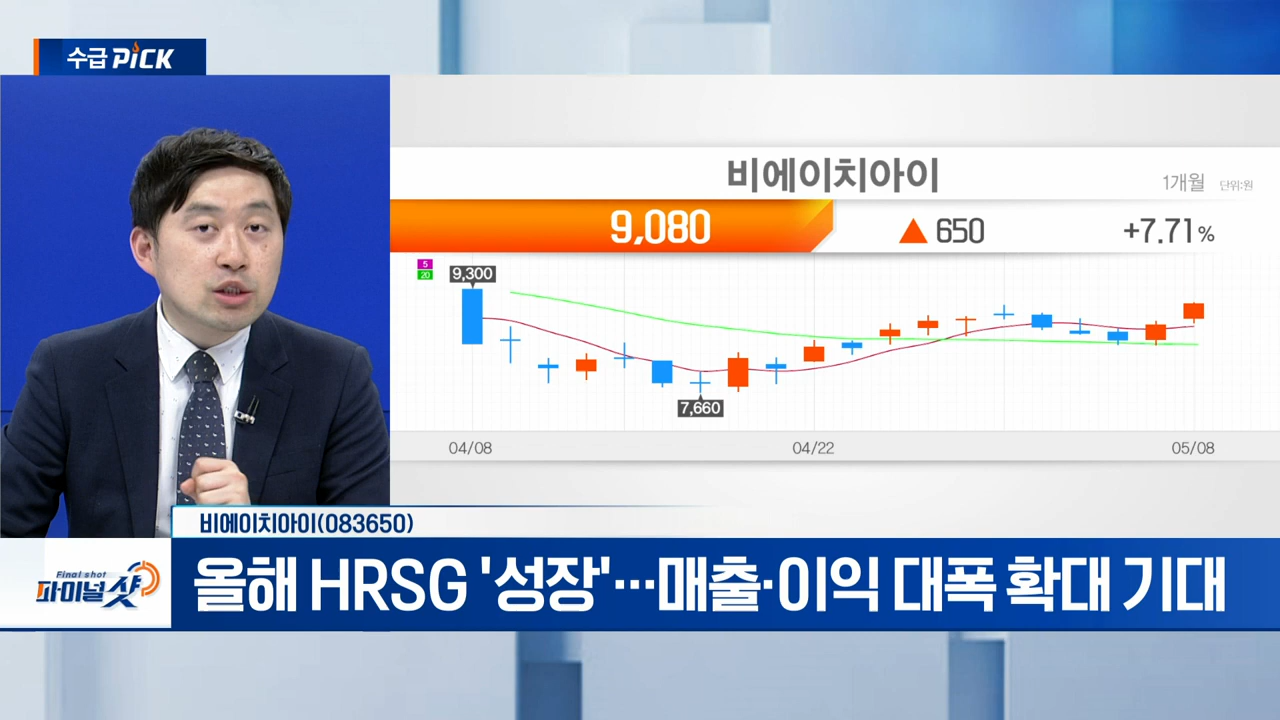 수급 PICK
비에이치아이
1개월 단위:원
9,080 ▲ 650 +7.71%
5
20
9,300
7,660
04/08 04/22 05/08
비에이치아이(083650)
Final shot
파이널샷
올해 HRSG '성장'…매출·이익 대폭 확대 기대